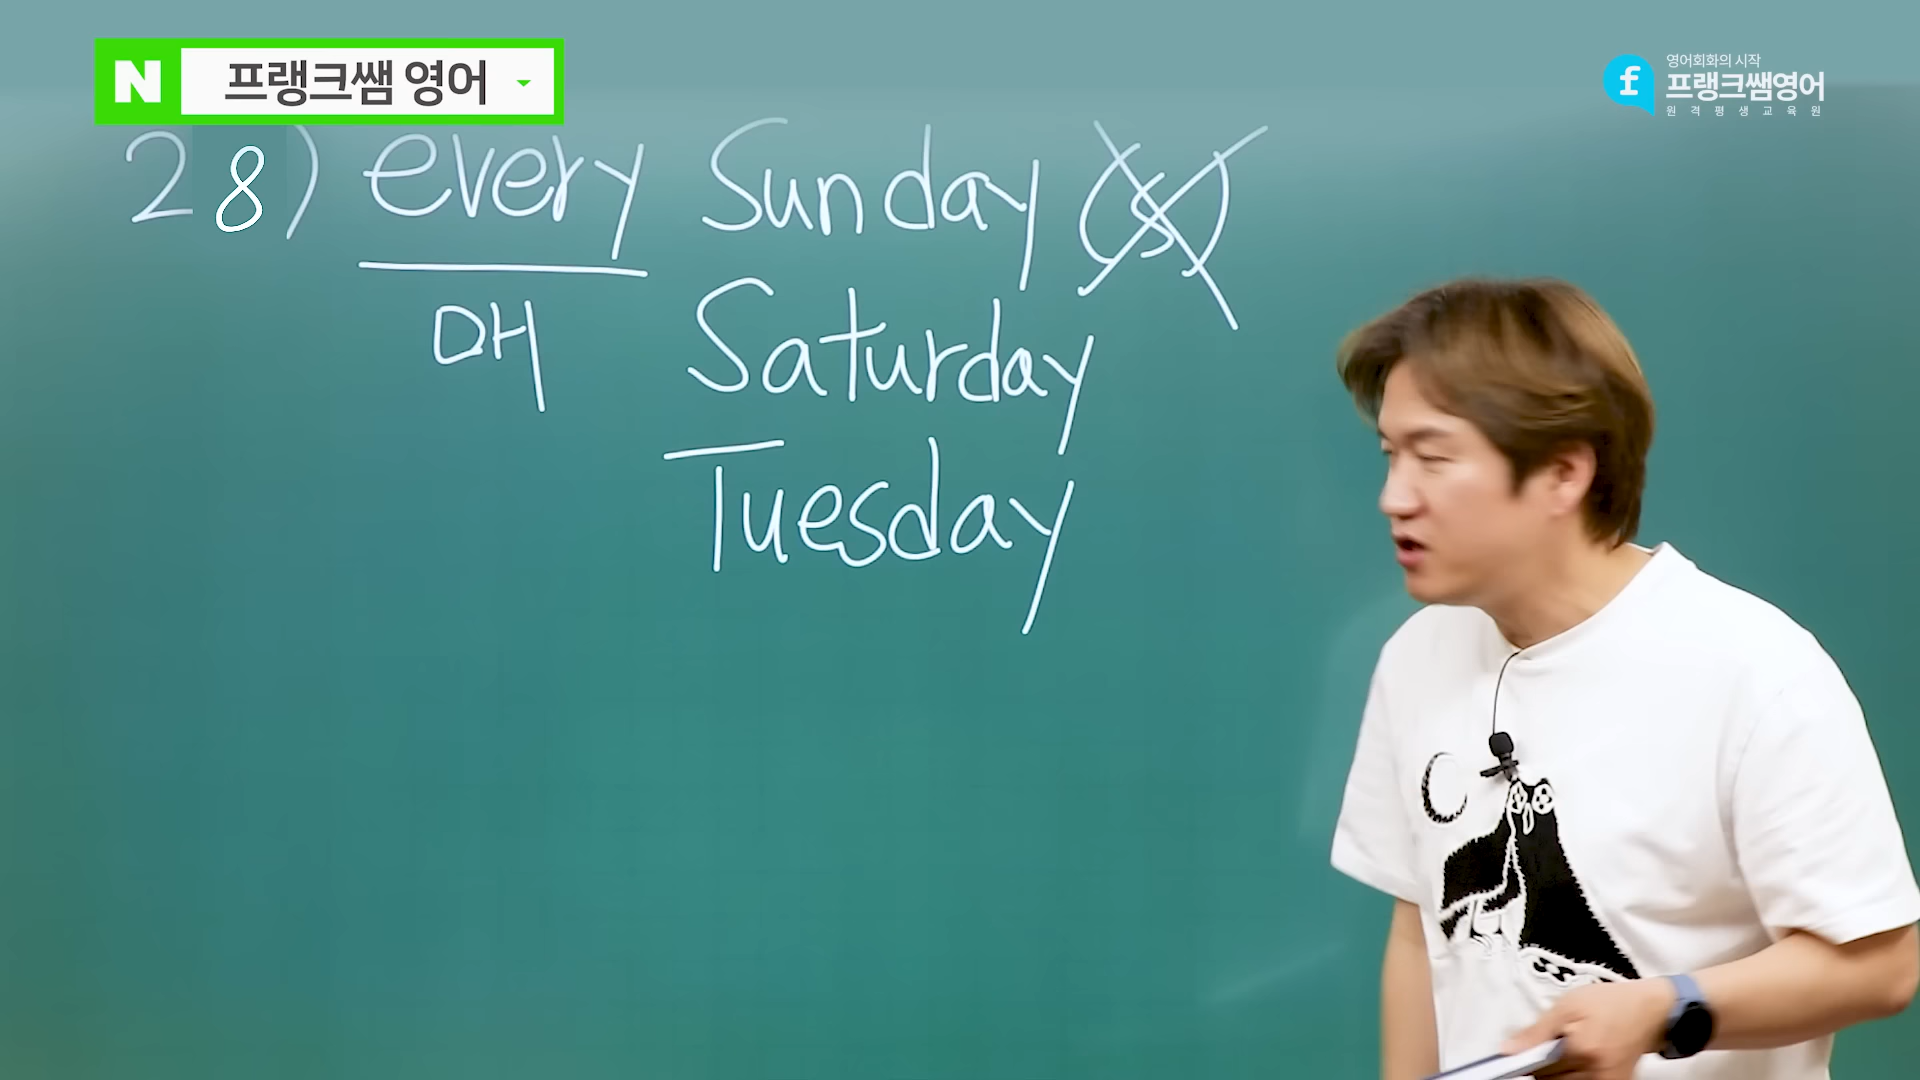 N 프랭크쌤 영어
영어회화의 시작
프랭크쌤영어
원격평생교육원
28) every Sunday (s)
매 Saturday
Tuesday